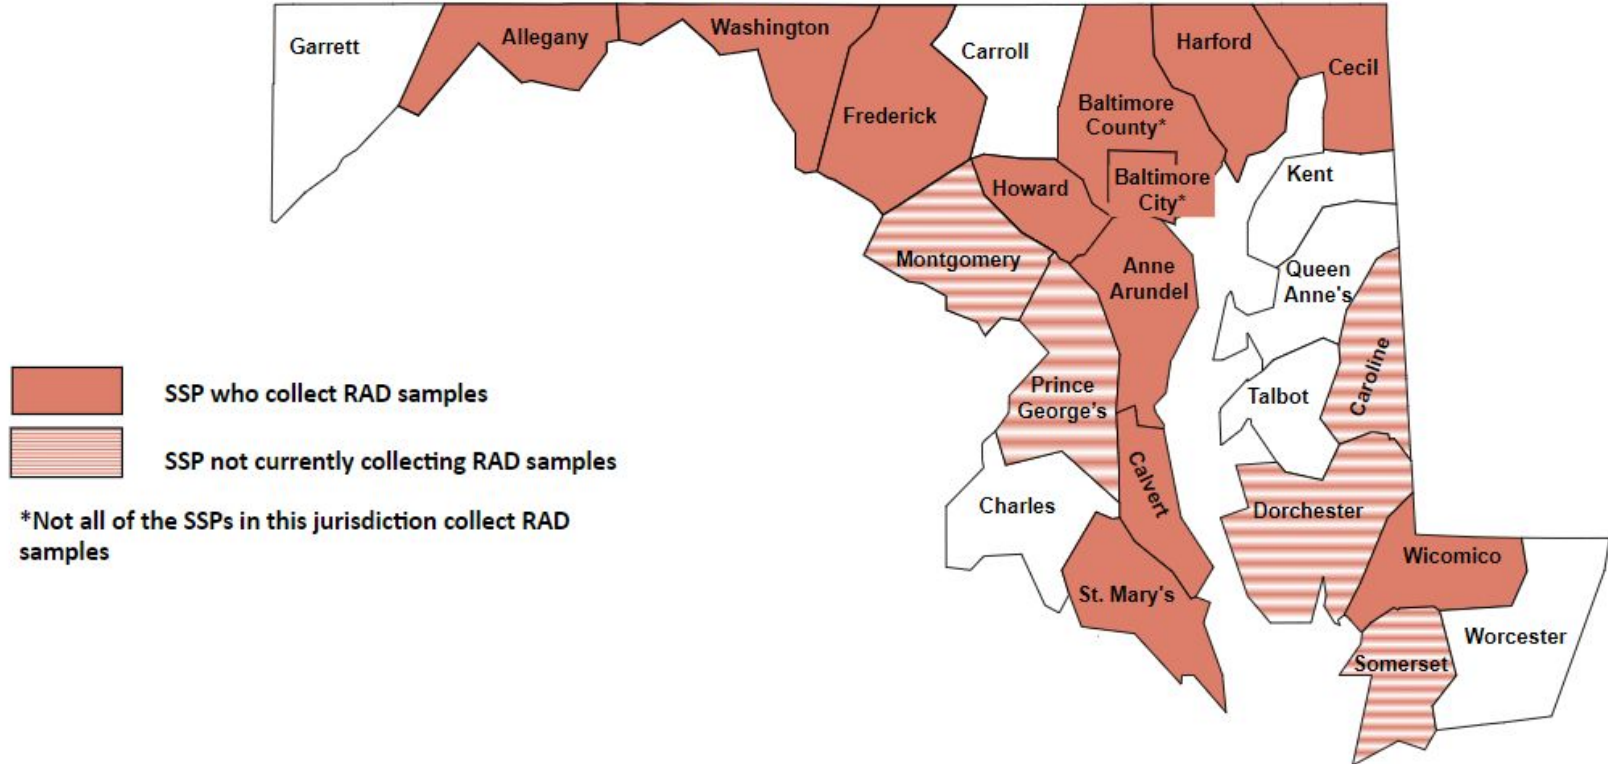 Garrett
Allegany
Washington
Frederick
Carroll
Baltimore
County*
Harford
Cecil
Baltimore
City*
Howard
Kent
Montgomery
Anne
Arundel
Queen
Anne's
Prince
George's
Talbot
Caroline
Charles
Calvert
Dorchester
St. Mary's
Wicomico
Worcester
Somerset
SSP who collect RAD samples
SSP not currently collecting RAD samples
*Not all of the SSPs in this jurisdiction collect RAD
samples